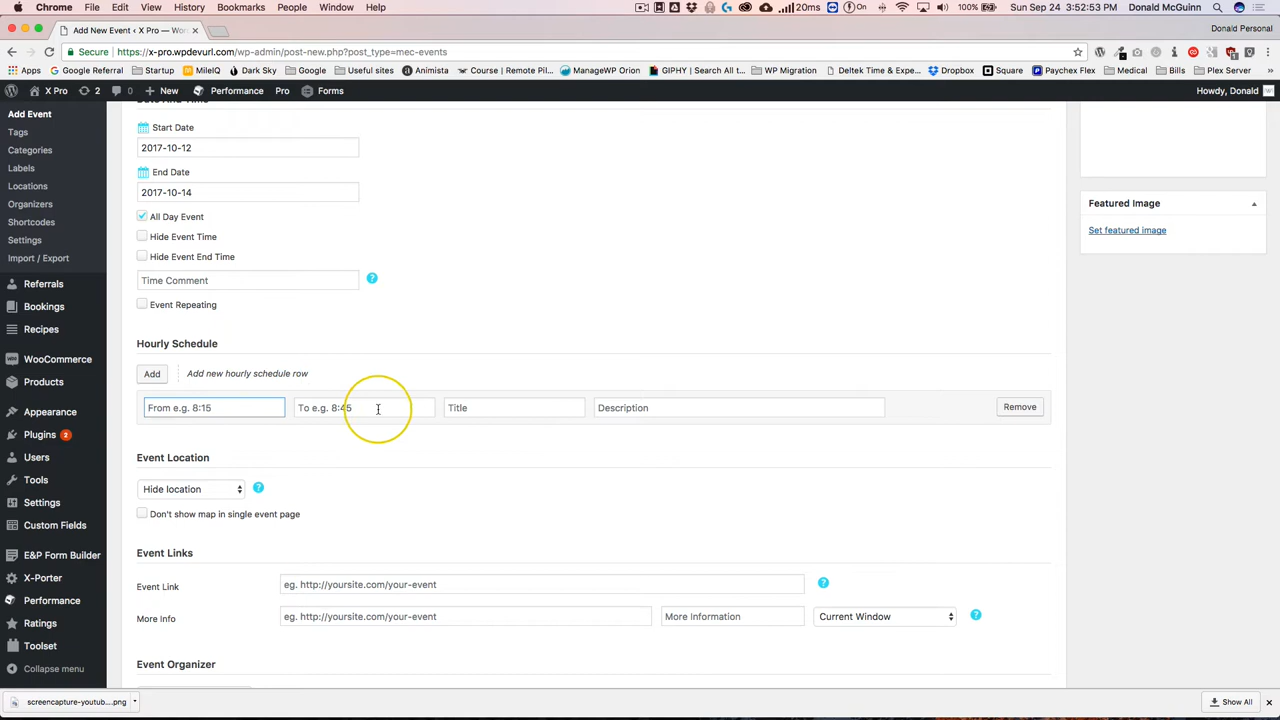 Chrome File Edit View History Bookmarks People Window Help
20ms 100% Sun Sep 24 3:52:53 PM Donald McGuinn
Add New Event ‹ X Pro — Wor
Donald Personal
Secure https://x-pro.wpdevurl.com/wp-admin/post-new.php?post_type=mec-events
Apps Google Referral Startup MileIQ Dark Sky Google Useful sites Animista Course | Remote Pil... ManageWP Orion GIPHY | Search All t... WP Migration Deltek Time & Expe... Dropbox Square Paychex Flex Medical Bills Plex Server
X Pro 2 0 New Performance Pro Forms Howdy, Donald
Add Event
Tags
Categories
Labels
Locations
Organizers
Shortcodes
Settings
Import / Export
Referrals
Bookings
Recipes
WooCommerce
Products
Appearance
Plugins 2
Users
Tools
Settings
Custom Fields
E&P Form Builder
X-Porter
Performance
Ratings
Toolset
Collapse menu
Date And Time
Start Date
2017-10-12
End Date
2017-10-14
All Day Event
Hide Event Time
Hide Event End Time
Time Comment ?
Event Repeating
Hourly Schedule
Add Add new hourly schedule row
From e.g. 8:15 To e.g. 8:45 Title Description Remove
Event Location
Hide location ?
Don't show map in single event page
Event Links
Event Link eg. http://yoursite.com/your-event ?
More Info eg. http://yoursite.com/your-event More Information Current Window ?
Event Organizer
Featured Image
Set featured image
screencapture-youtub....png
Show All